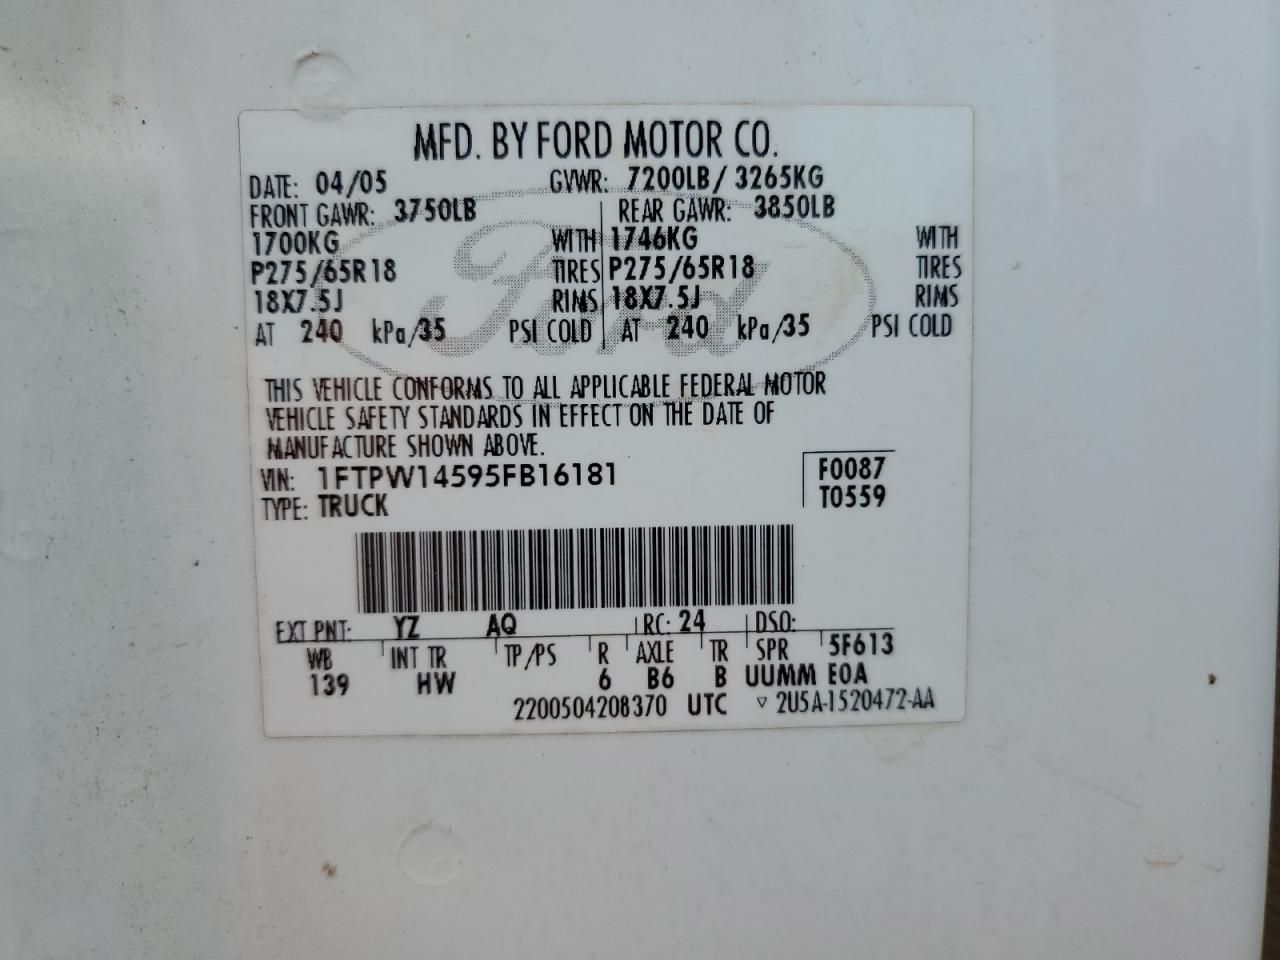 MFD. BY FORD MOTOR CO.
DATE: 04/05 GVWR: 7200LB/ 3265KG
FRONT GAWR: 3750LB REAR GAWR: 3850LB
1700KG WITH 1746KG WITH
P275/65R18 TIRES P275/65R18 TIRES
18X7.5J RIMS 18X7.5J RIMS
AT 240 kPa/35 PSI COLD AT 240 kPa/35 PSI COLD
Ford
THIS VEHICLE CONFORMS TO ALL APPLICABLE FEDERAL MOTOR
VEHICLE SAFETY STANDARDS IN EFFECT ON THE DATE OF
MANUFACTURE SHOWN ABOVE.
VIN: 1FTPW14595FB16181 F0087
TYPE: TRUCK T0559
EXT PNT: YZ AQ RC: 24 DSO:
WB INT TR TP/PS R AXLE TR SPR 5F613
139 HW 6 B6 B UUMM E0A
2200504208370 UTC ▽ 2U5A-1520472-AA